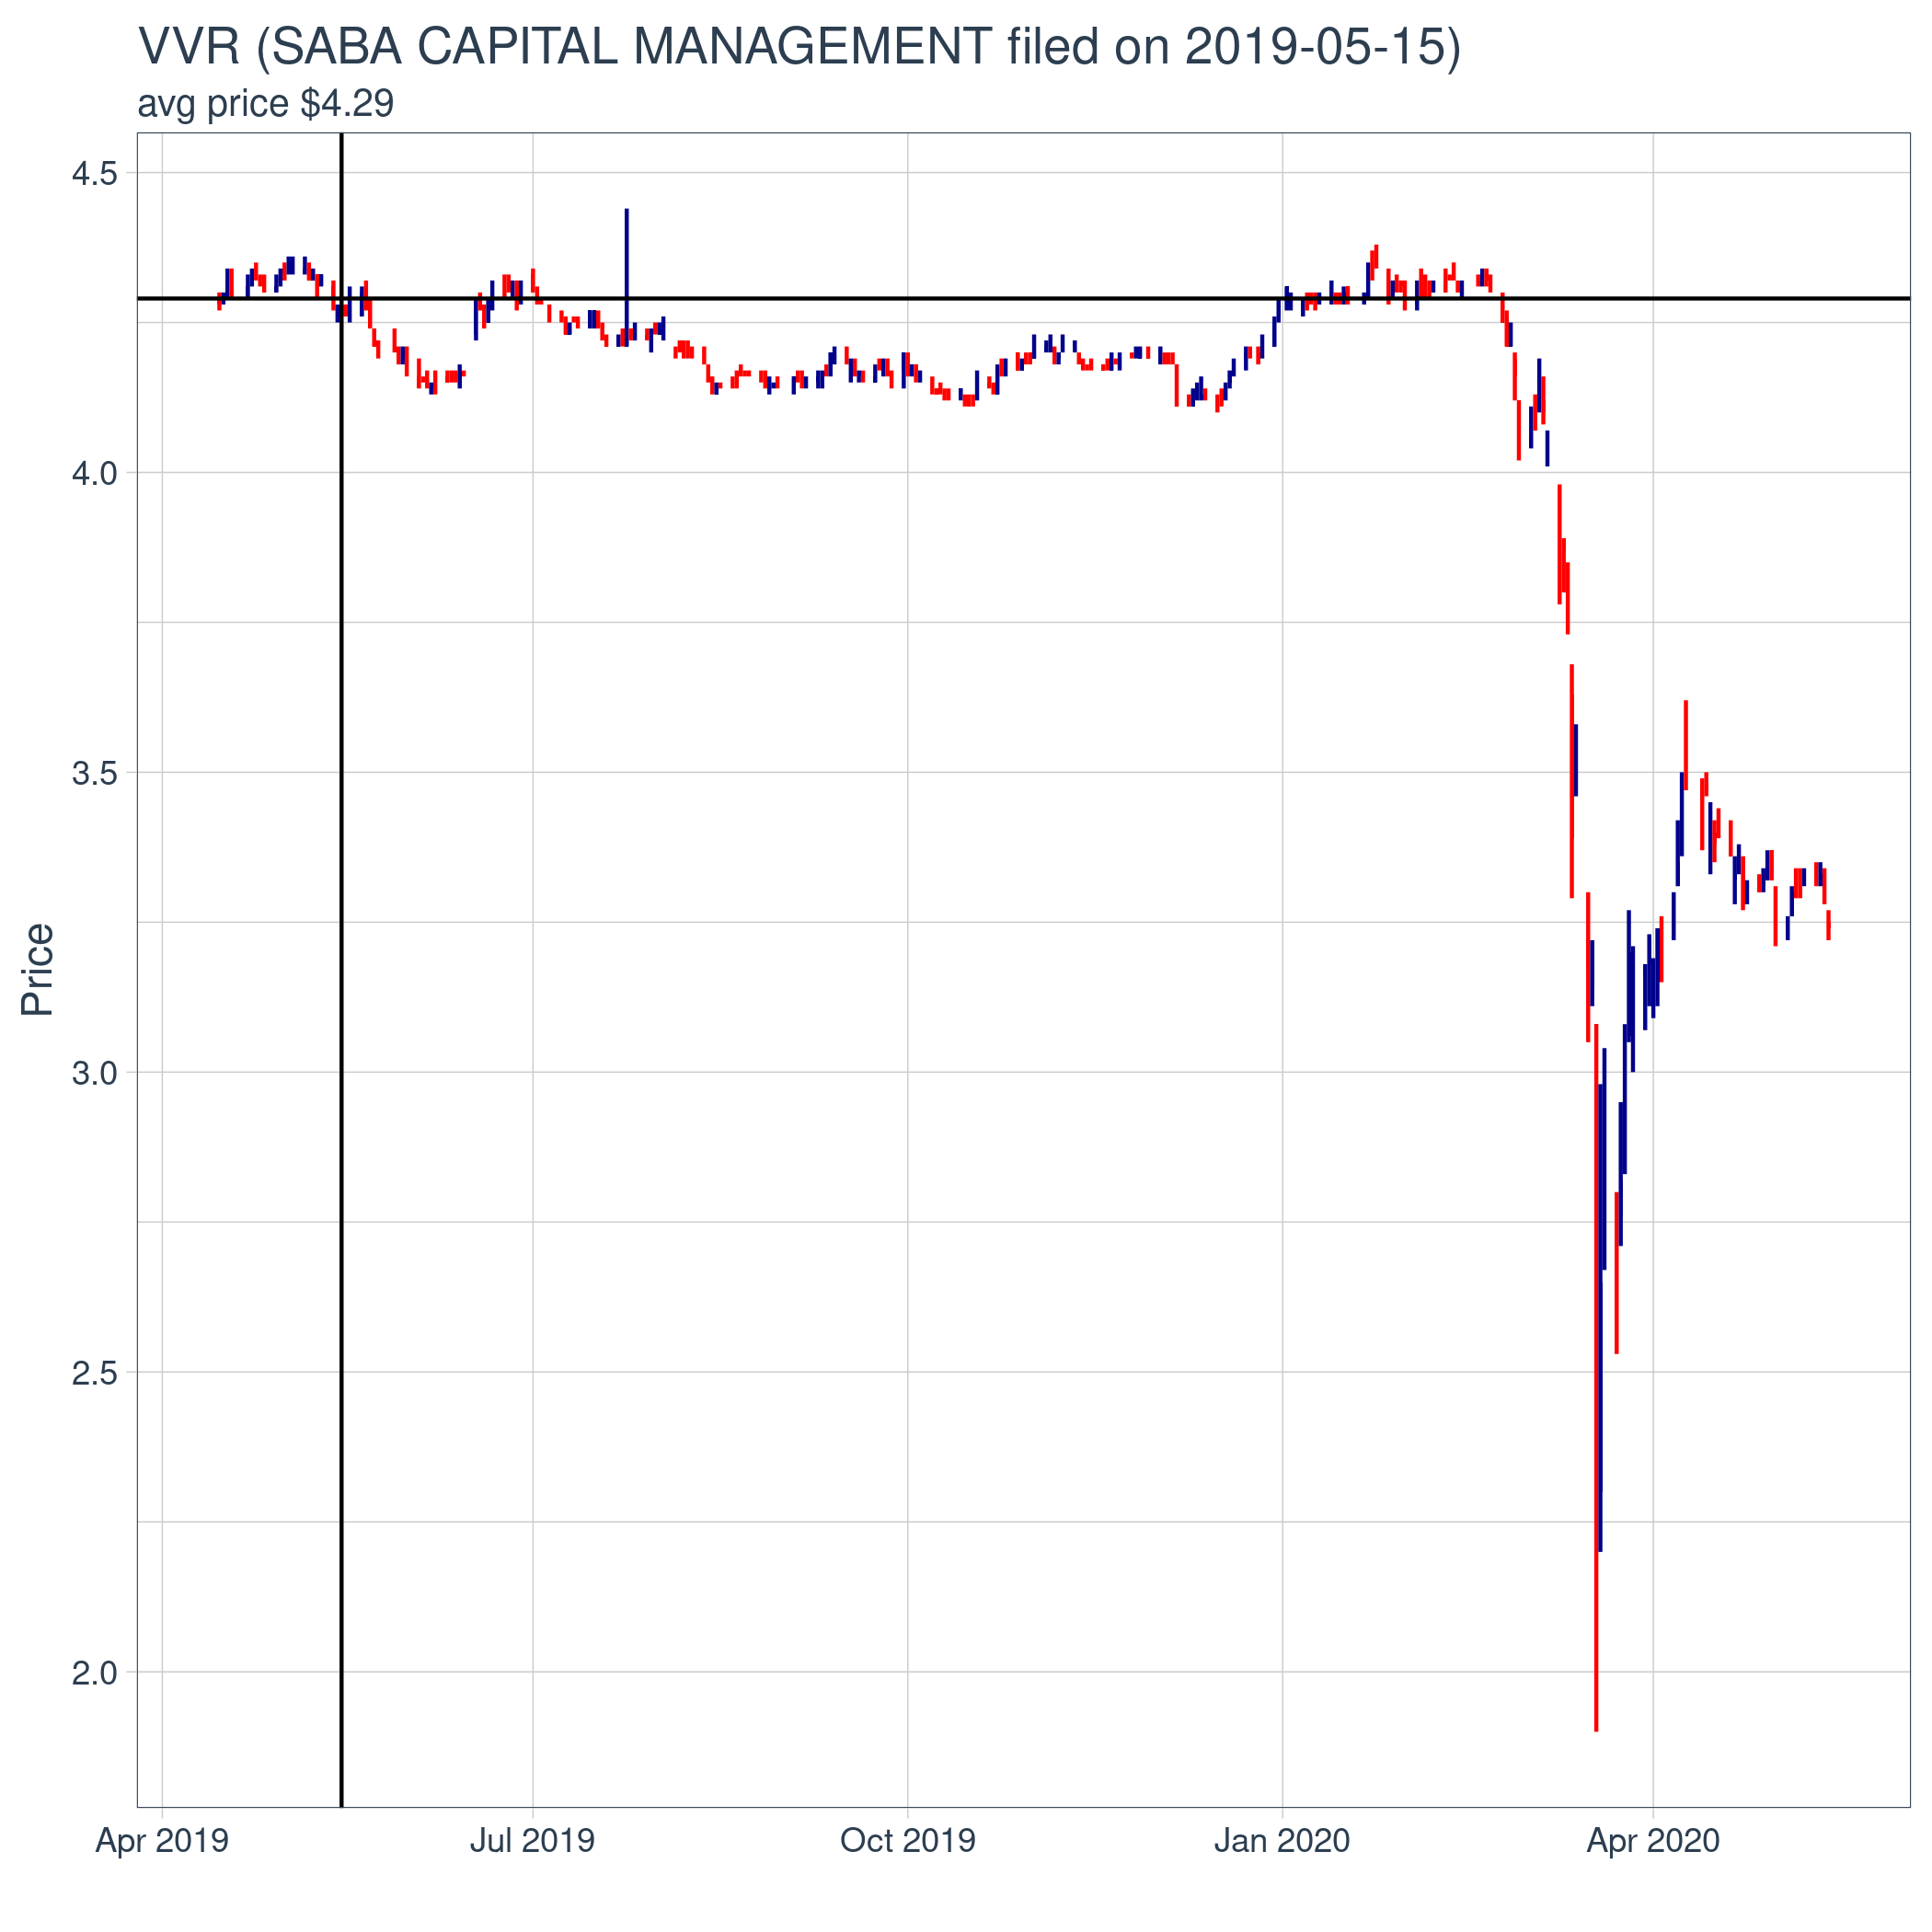 VVR (SABA CAPITAL MANAGEMENT filed on 2019-05-15)
avg price $4.29
4.5
4.0
3.5
3.0
2.5
2.0
Price
Apr 2019
Jul 2019
Oct 2019
Jan 2020
Apr 2020